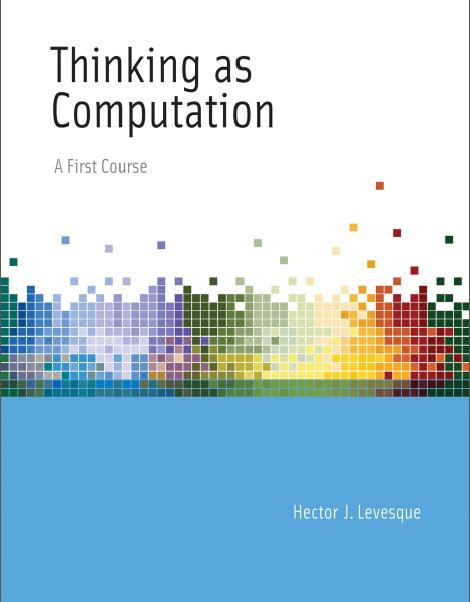 Thinking as
Computation
A First Course
Hector J. Levesque